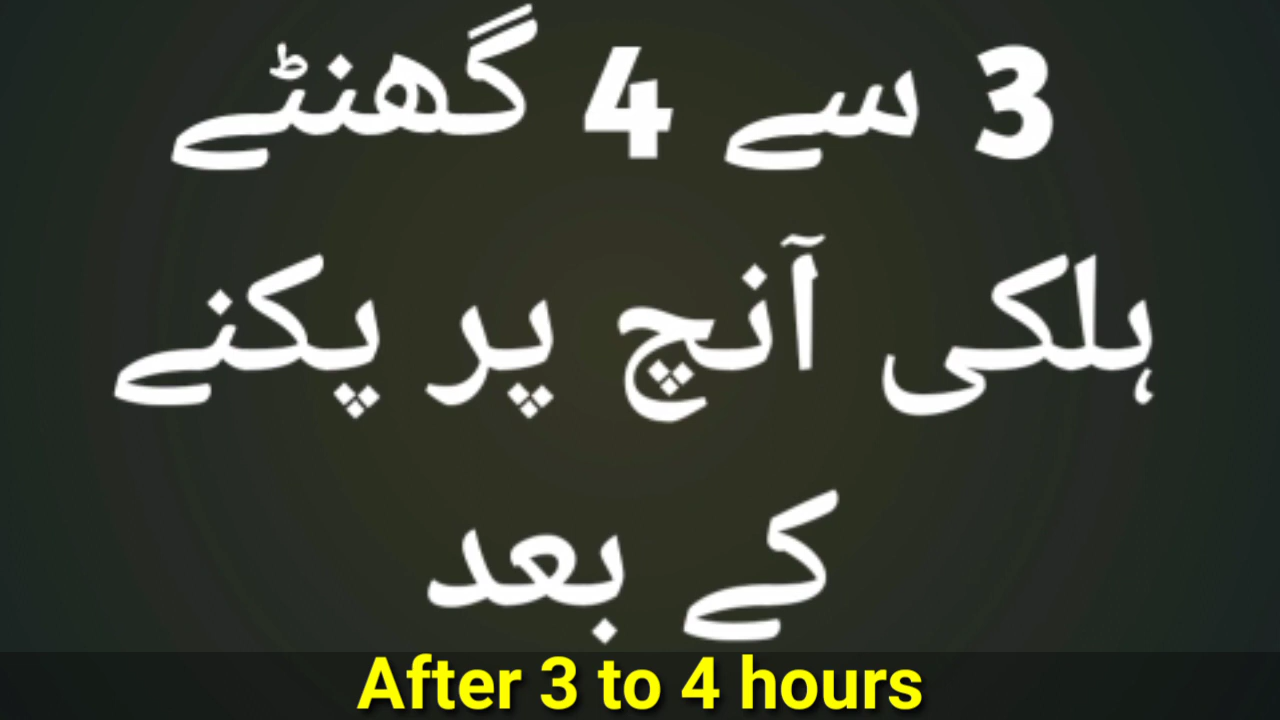 3 سے 4 گھنٹے
ہلکی آنچ پر پکنے
کے بعد
After 3 to 4 hours